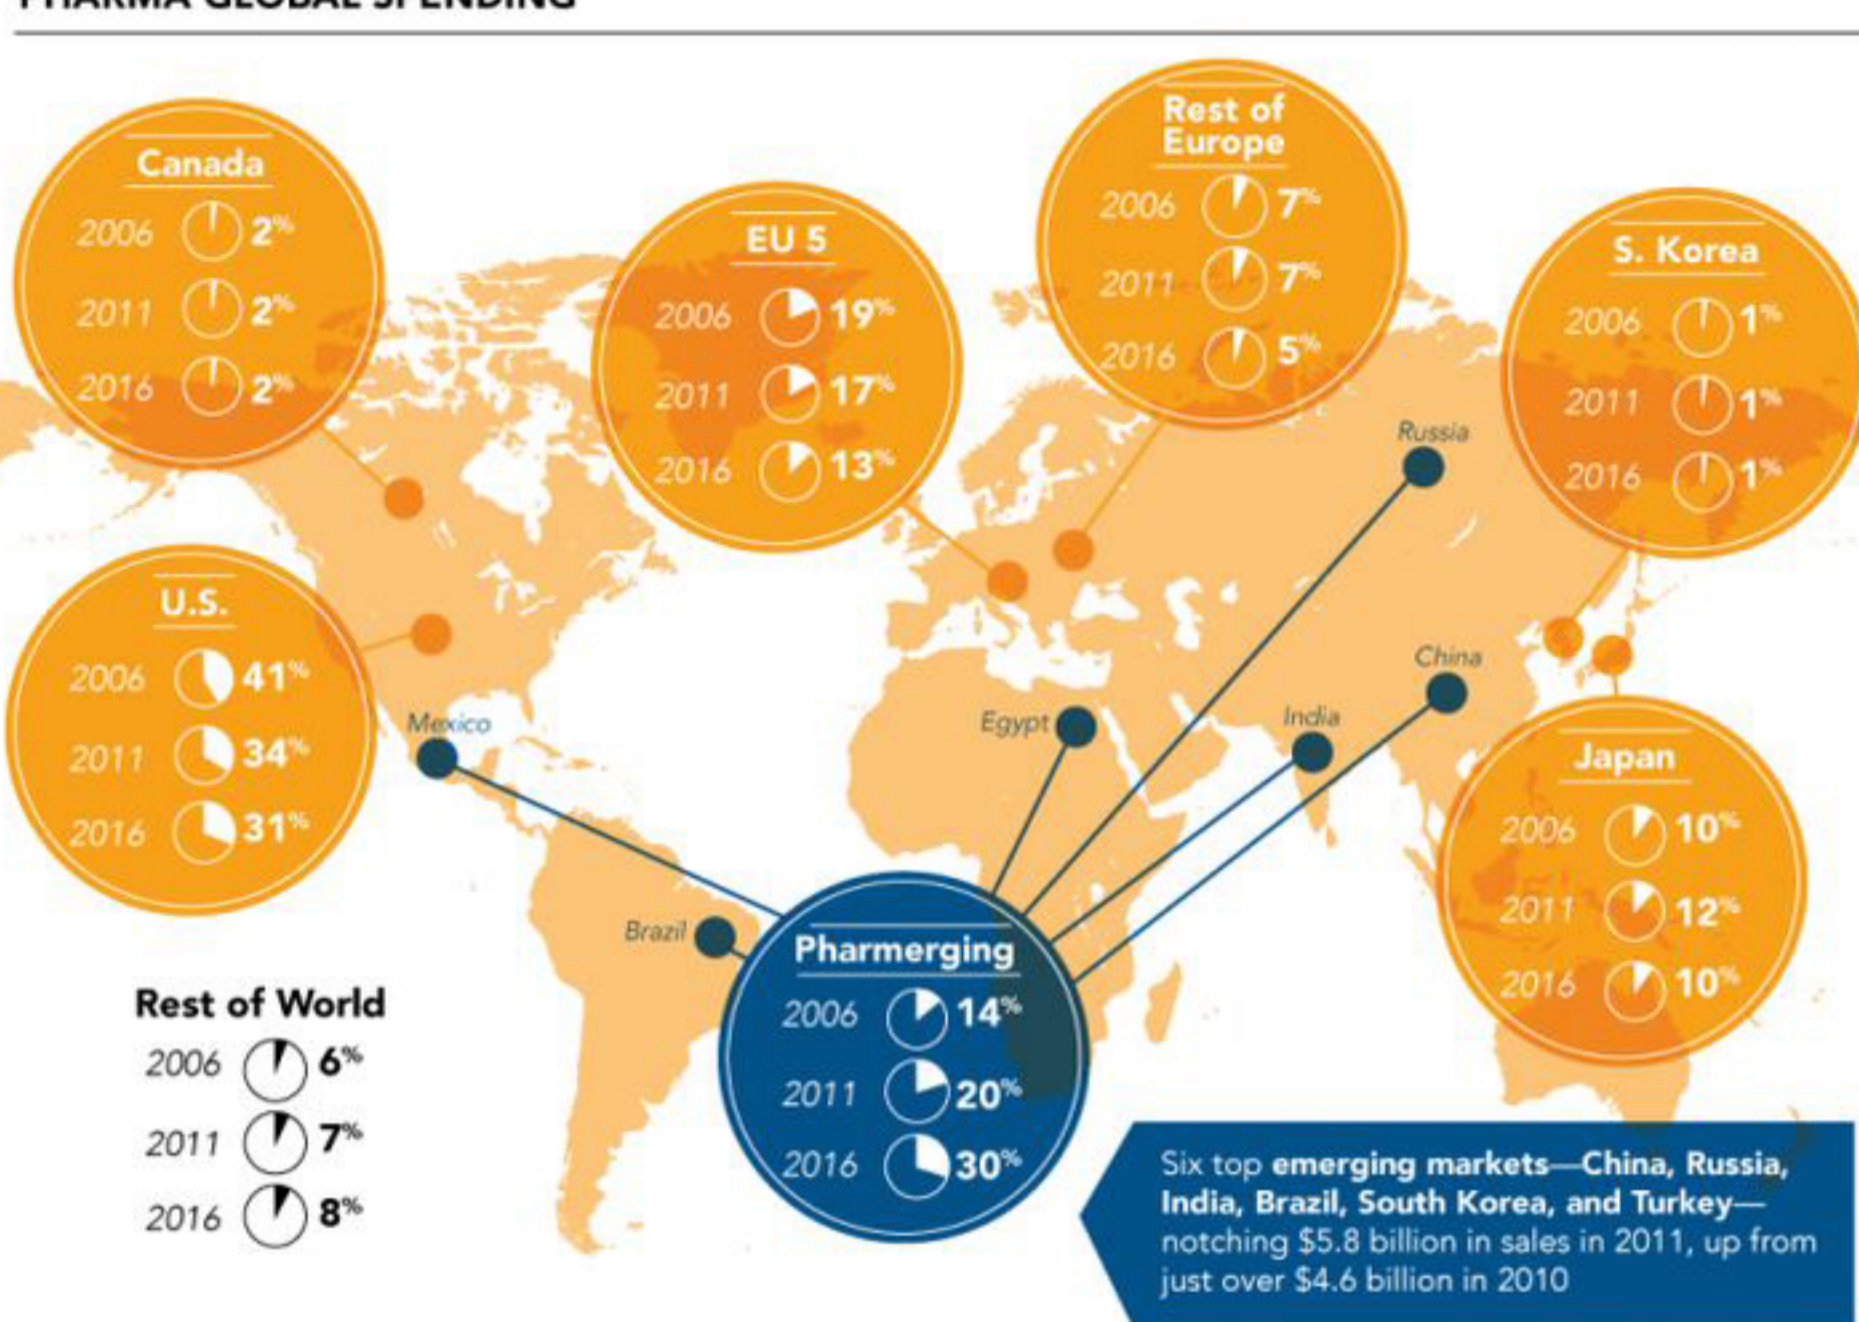 PHARMA GLOBAL SPENDING
Canada
2006 2%
2011 2%
2016 2%
EU 5
2006 19%
2011 17%
2016 13%
Rest of
Europe
2006 7%
2011 7%
2016 5%
S. Korea
2006 1%
2011 1%
2016 1%
U.S.
2006 41%
2011 34%
2016 31%
Russia
China
India
Egypt
Mexico
Brazil
Japan
2006 10%
2011 12%
2016 10%
Rest of World
2006 6%
2011 7%
2016 8%
Pharmerging
2006 14%
2011 20%
2016 30%
Six top emerging markets—China, Russia,
India, Brazil, South Korea, and Turkey—
notching $5.8 billion in sales in 2011, up from
just over $4.6 billion in 2010